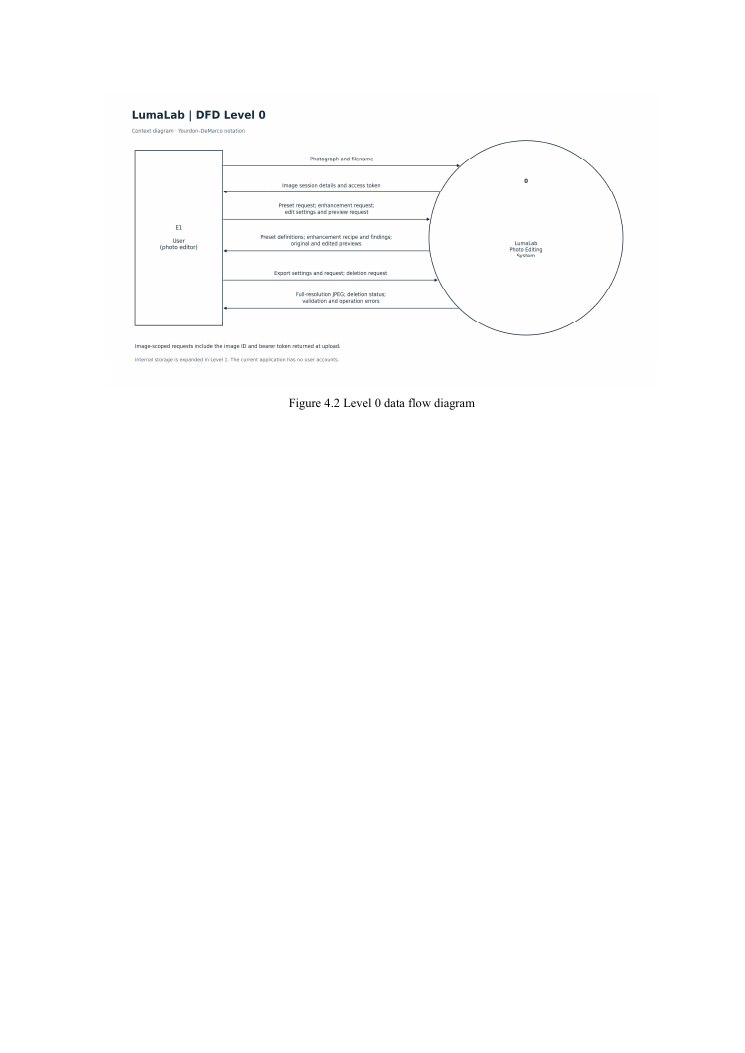 LumaLab | DFD Level 0
Context diagram · Yourdon–DeMarco notation
Photograph and filename
0
Image session details and access token
Preset request; enhancement request;
edit settings and preview request
E1
User
(photo editor)
Preset definitions; enhancement recipe and findings;
original and edited previews
LumaLab
Photo Editing
System
Export settings and request; deletion request
Full-resolution JPEG; deletion status;
validation and operation errors
Image-scoped requests include the image ID and bearer token returned at upload.
Internal storage is expanded in Level 1. The current application has no user accounts.
Figure 4.2 Level 0 data flow diagram